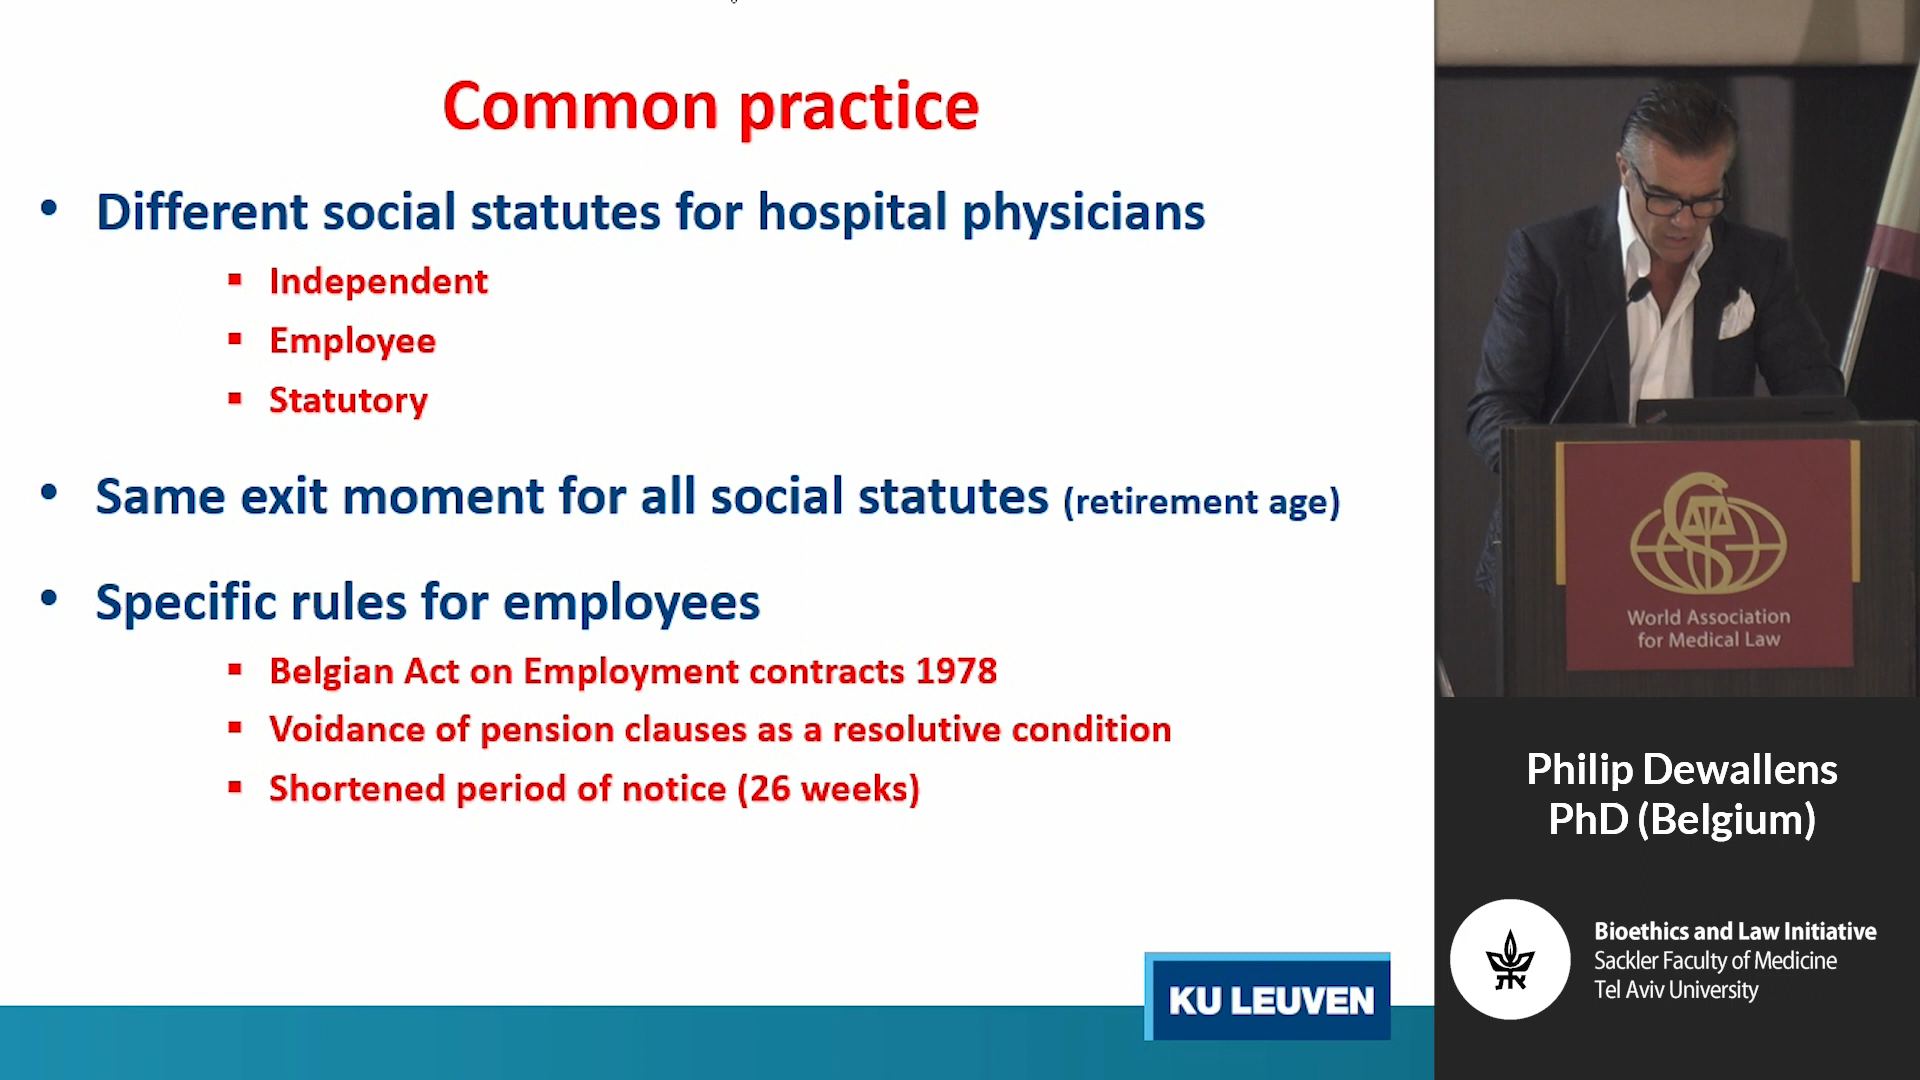 Common practice
• Different social statutes for hospital physicians
▪ Independent
▪ Employee
▪ Statutory
• Same exit moment for all social statutes (retirement age)
• Specific rules for employees
▪ Belgian Act on Employment contracts 1978
▪ Voidance of pension clauses as a resolutive condition
▪ Shortened period of notice (26 weeks)
KU LEUVEN
World Association
for Medical Law
Philip Dewallens
PhD (Belgium)
Bioethics and Law Initiative
Sackler Faculty of Medicine
Tel Aviv University